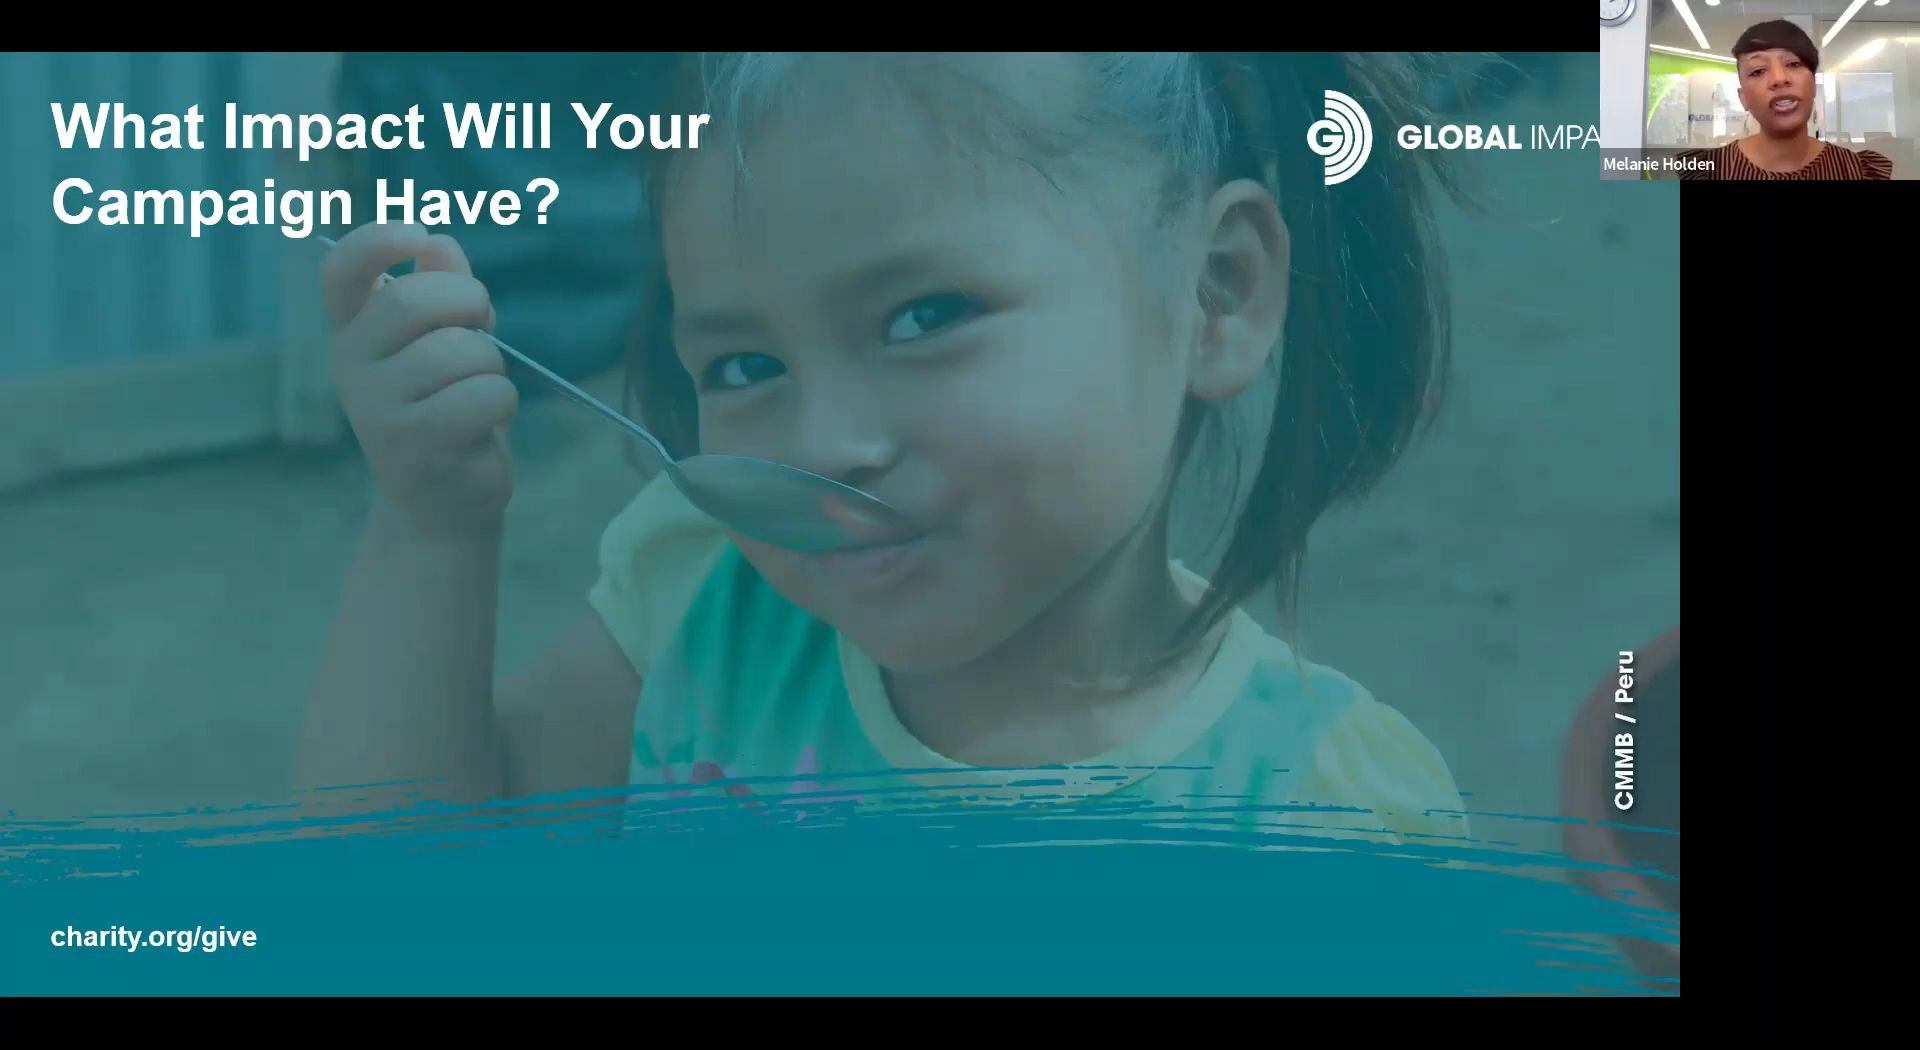 What Impact Will Your
Campaign Have?
GLOBAL IMPA
Melanie Holden
CMMB / Peru
charity.org/give